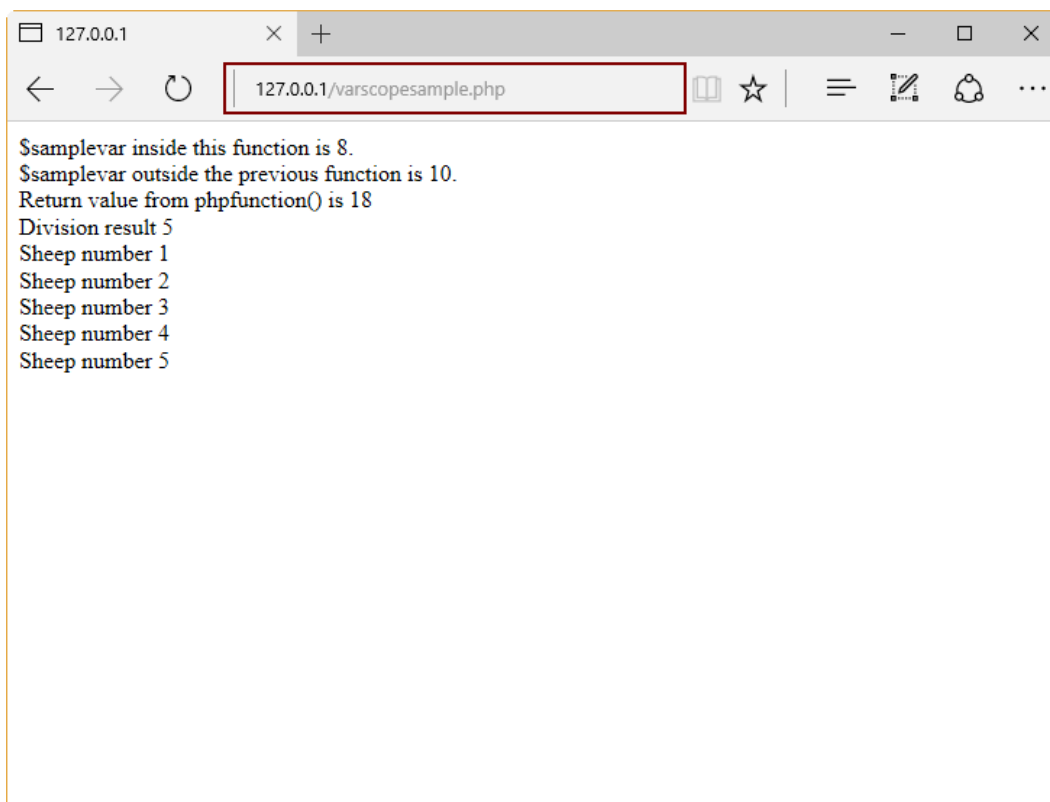 127.0.0.1
127.0.0.1/varscopesample.php
$samplevar inside this function is 8.
$samplevar outside the previous function is 10.
Return value from phpfunction() is 18
Division result 5
Sheep number 1
Sheep number 2
Sheep number 3
Sheep number 4
Sheep number 5